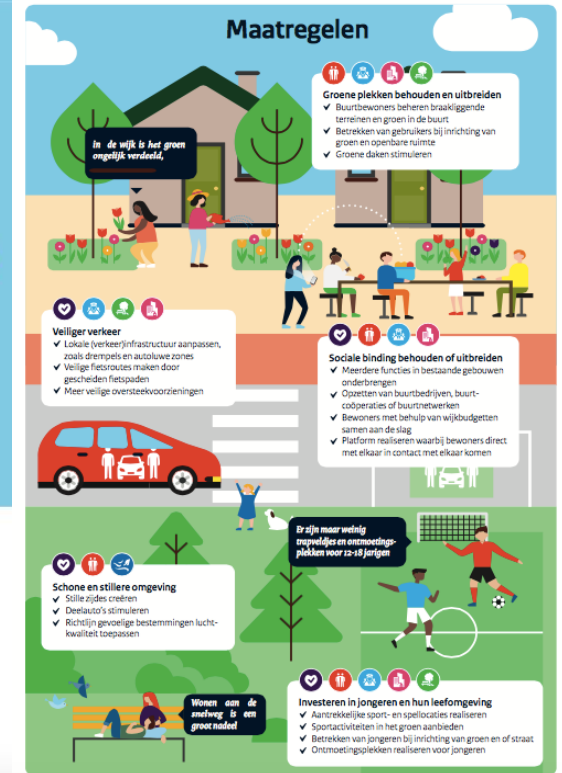 Maatregelen
Groene plekken behouden en uitbreiden
Buurtbewoners beheren braakliggende
terreinen en groen in de buurt
Betrekken van gebruikers bij inrichting van
groen en openbare ruimte
Groene daken stimuleren
in de wijk is het groen
ongelijk verdeeld,
Veiliger verkeer
Lokale (verkeer)infrastructuur aanpassen,
zoals drempels en autoluwe zones
Veilige fietsroutes maken door
gescheiden fietspaden
Meer veilige oversteekvoorzieningen
Sociale binding behouden of uitbreiden
Meerdere functies in bestaande gebouwen
onderbrengen
Opzetten van buurtbedrijven, buurt-
coöperaties of buurtnetwerken
Bewoners met behulp van wijkbudgetten
samen aan de slag
Platform realiseren waarbij bewoners direct
met elkaar in contact met elkaar komen
Er zijn maar weinig
trapveldjes en ontmoetings-
plekken voor 12-18 jarigen
Schone en stillere omgeving
Stille zijdes creëren
Deelauto's stimuleren
Richtlijn gevoelige bestemmingen lucht-
kwaliteit toepassen
Wonen aan de
snelweg is een
groot nadeel
Investeren in jongeren en hun leefomgeving
Aantrekkelijke sport- en spellocaties realiseren
Sportactiviteiten in het groen aanbieden
Betrekken van jongeren bij inrichting van groen en of straat
Ontmoetingsplekken realiseren voor jongeren